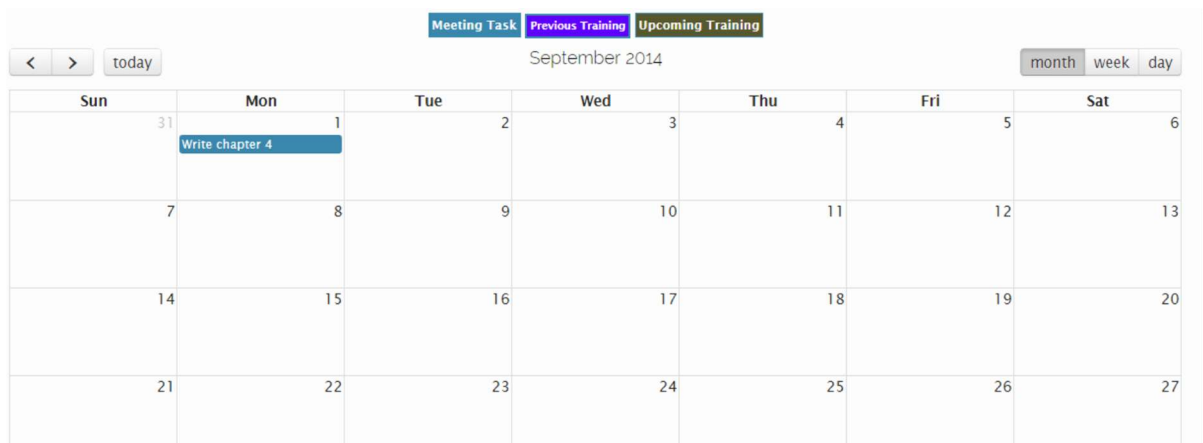 Meeting Task Previous Training Upcoming Training
< > today September 2014 month week day
Sun Mon Tue Wed Thu Fri Sat
31 1 2 3 4 5 6
Write chapter 4
7 8 9 10 11 12 13
14 15 16 17 18 19 20
21 22 23 24 25 26 27